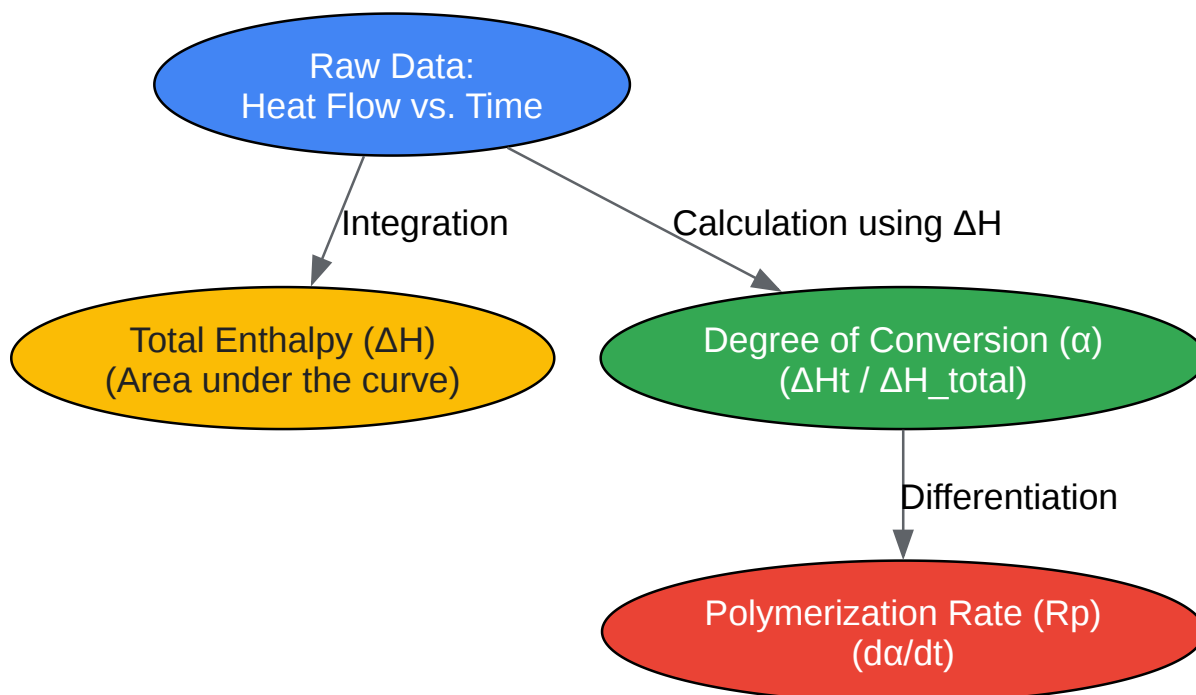 Raw Data:
Heat Flow vs. Time
Integration
Calculation using ΔH
Total Enthalpy (ΔH)
(Area under the curve)
Degree of Conversion (α)
(ΔHt / ΔH_total)
Differentiation
Polymerization Rate (Rp)
(dα/dt)